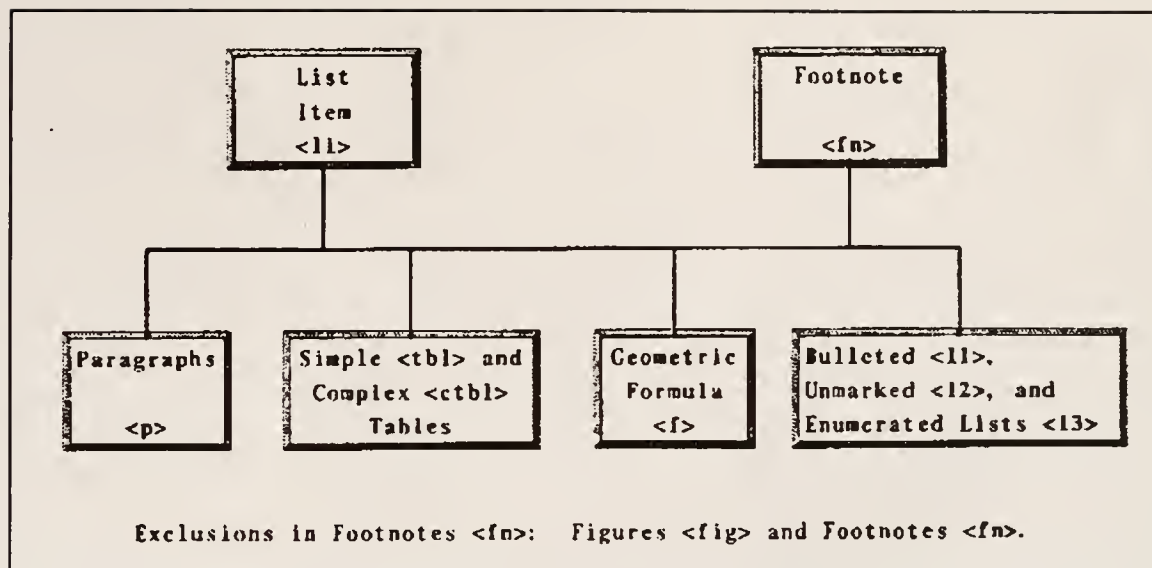 List
Item
<li>
Footnote
<fn>
Paragraphs
<p>
Simple <tbl> and
Complex <ctbl>
Tables
Geometric
Formula
<f>
Bulleted <l1>,
Unmarked <l2>, and
Enumerated Lists <l3>
Exclusions in Footnotes <fn>: Figures <fig> and Footnotes <fn>.